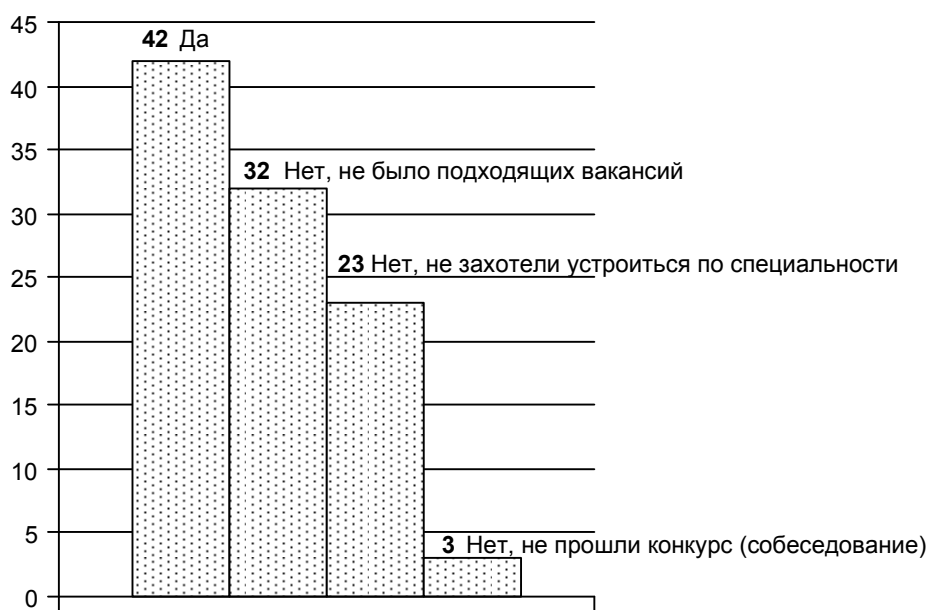 45
42 Да
40
35
32 Нет, не было подходящих вакансий
30
23 Нет, не захотели устроиться по специальности
25
20
15
10
5
3 Нет, не прошли конкурс (собеседование)
0